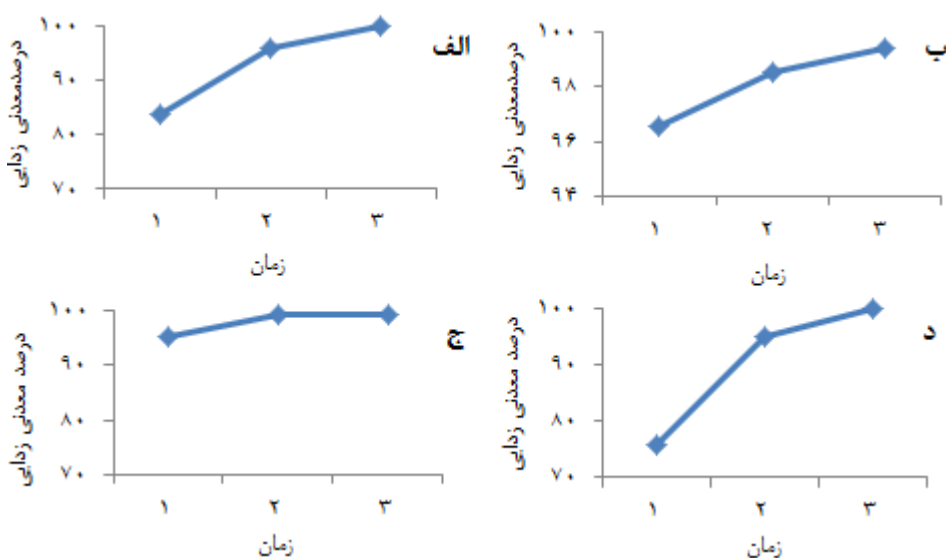 الف
درصدمعدنی زدایی
۱۰۰
۹۰
۸۰
۷۰
۱ ۲ ۳
زمان
ب
درصدمعدنی زدایی
۱۰۰
۹۸
۹۶
۹۴
۱ ۲ ۳
زمان
ج
درصد معدنی زدایی
۱۰۰
۹۰
۸۰
۷۰
۱ ۲ ۳
زمان
د
درصد معدنی زدایی
۱۰۰
۹۰
۸۰
۷۰
۱ ۲ ۳
زمان